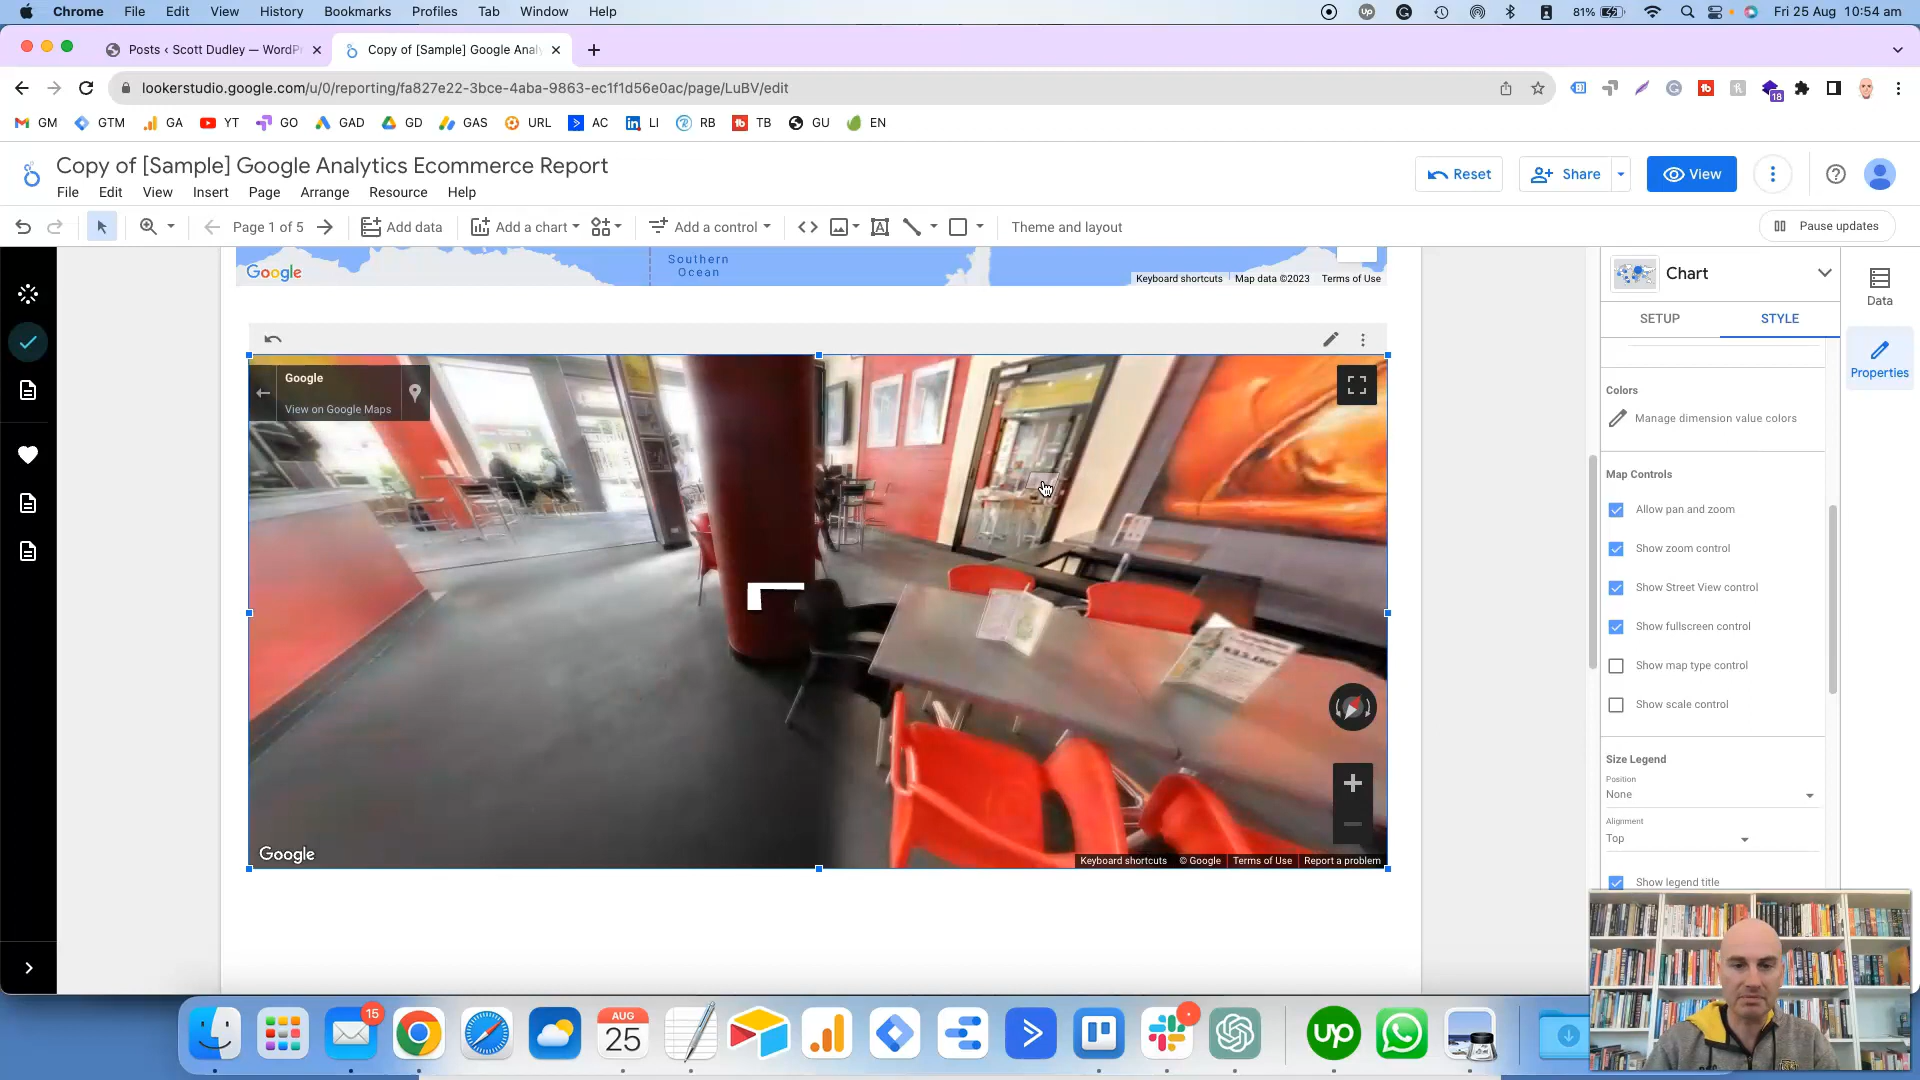 Chrome File Edit View History Bookmarks Profiles Tab Window Help
81% Fri 25 Aug 10:54 am
Posts ‹ Scott Dudley — WordPr
Copy of [Sample] Google Analy
lookerstudio.google.com/u/0/reporting/fa827e22-3bce-4aba-9863-ec1f1d56e0ac/page/LuBV/edit
18
GM GTM GA YT GO GAD GD GAS URL AC LI RB TB GU EN
Copy of [Sample] Google Analytics Ecommerce Report
File Edit View Insert Page Arrange Resource Help
Reset Share View
Page 1 of 5 Add data Add a chart Add a control Theme and layout Pause updates
Southern
Ocean
Google
Keyboard shortcuts Map data ©2023 Terms of Use
Google
View on Google Maps
Google
Keyboard shortcuts © Google Terms of Use Report a problem
Chart
SETUP STYLE
Colors
Manage dimension value colors
Map Controls
Allow pan and zoom
Show zoom control
Show Street View control
Show fullscreen control
Show map type control
Show scale control
Size Legend
Position
None
Alignment
Top
Show legend title
Data
Properties
15
AUG
25
up